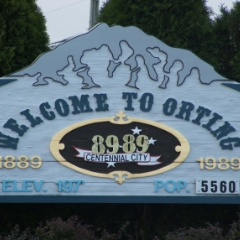 WELCOME TO ORTING
89-89
CENTENNIAL CITY
1889 1989
ELEV. 197' POP. 5560